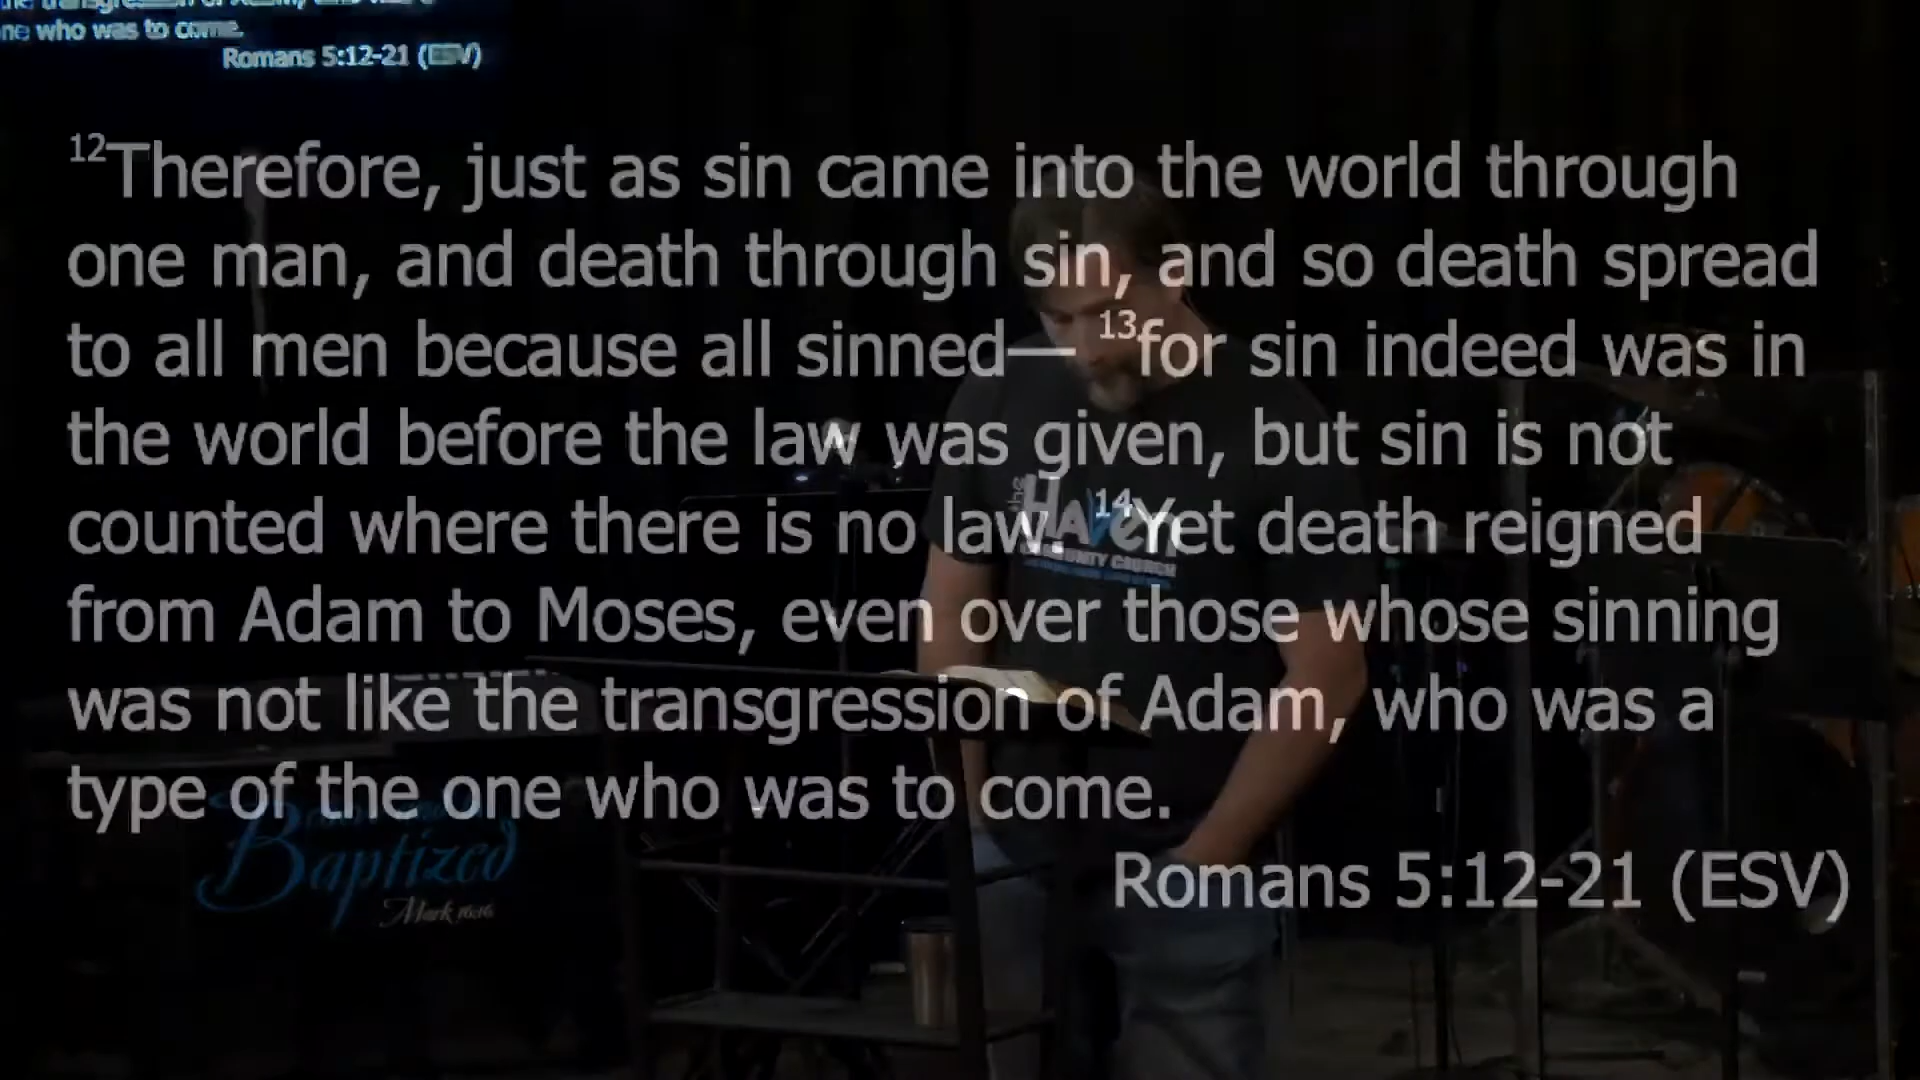 one who was to come.
Romans 5:12-21 (ESV)
12Therefore, just as sin came into the world through
one man, and death through sin, and so death spread
to all men because all sinned— 13for sin indeed was in
the world before the law was given, but sin is not
counted where there is no law. 14Yet death reigned
from Adam to Moses, even over those whose sinning
was not like the transgression of Adam, who was a
type of the one who was to come.
Romans 5:12-21 (ESV)
the Haven
COMMUNITY CHURCH
Baptized
Mark 16:16